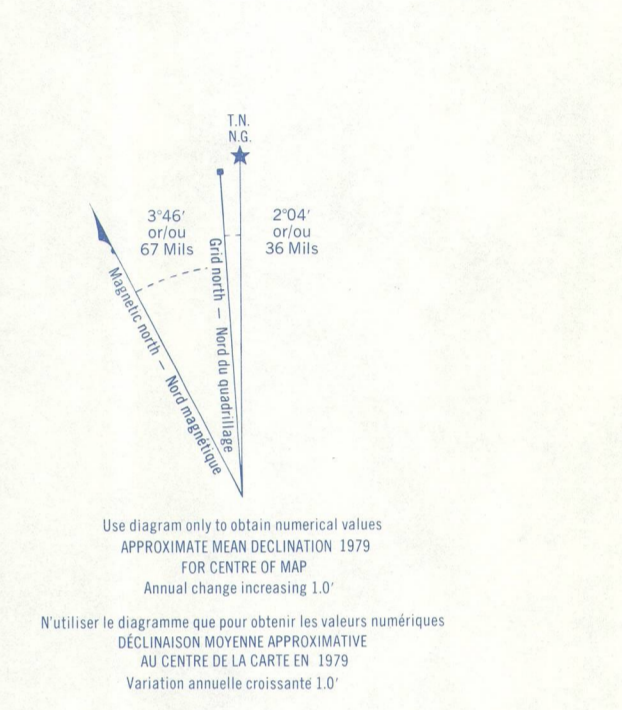 T.N.
N.G.
3°46'
or/ou
67 Mils
2°04'
or/ou
36 Mils
Magnetic north — Nord magnétique
Grid north — Nord du quadrillage
Use diagram only to obtain numerical values
APPROXIMATE MEAN DECLINATION 1979
FOR CENTRE OF MAP
Annual change increasing 1.0'
N'utiliser le diagramme que pour obtenir les valeurs numériques
DÉCLINAISON MOYENNE APPROXIMATIVE
AU CENTRE DE LA CARTE EN 1979
Variation annuelle croissante 1.0'